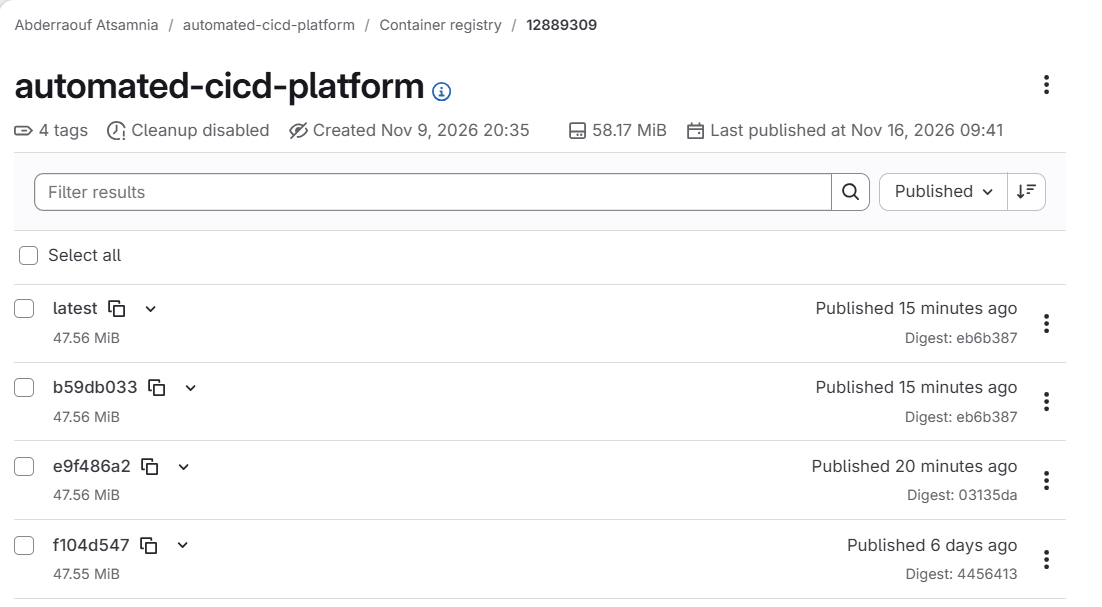 Abderraouf Atsamnia / automated-cicd-platform / Container registry / 12889309
automated-cicd-platform
4 tags Cleanup disabled Created Nov 9, 2026 20:35 58.17 MiB Last published at Nov 16, 2026 09:41
Filter results Published
Select all
latest Published 15 minutes ago
47.56 MiB Digest: eb6b387
b59db033 Published 15 minutes ago
47.56 MiB Digest: eb6b387
e9f486a2 Published 20 minutes ago
47.56 MiB Digest: 03135da
f104d547 Published 6 days ago
47.55 MiB Digest: 4456413